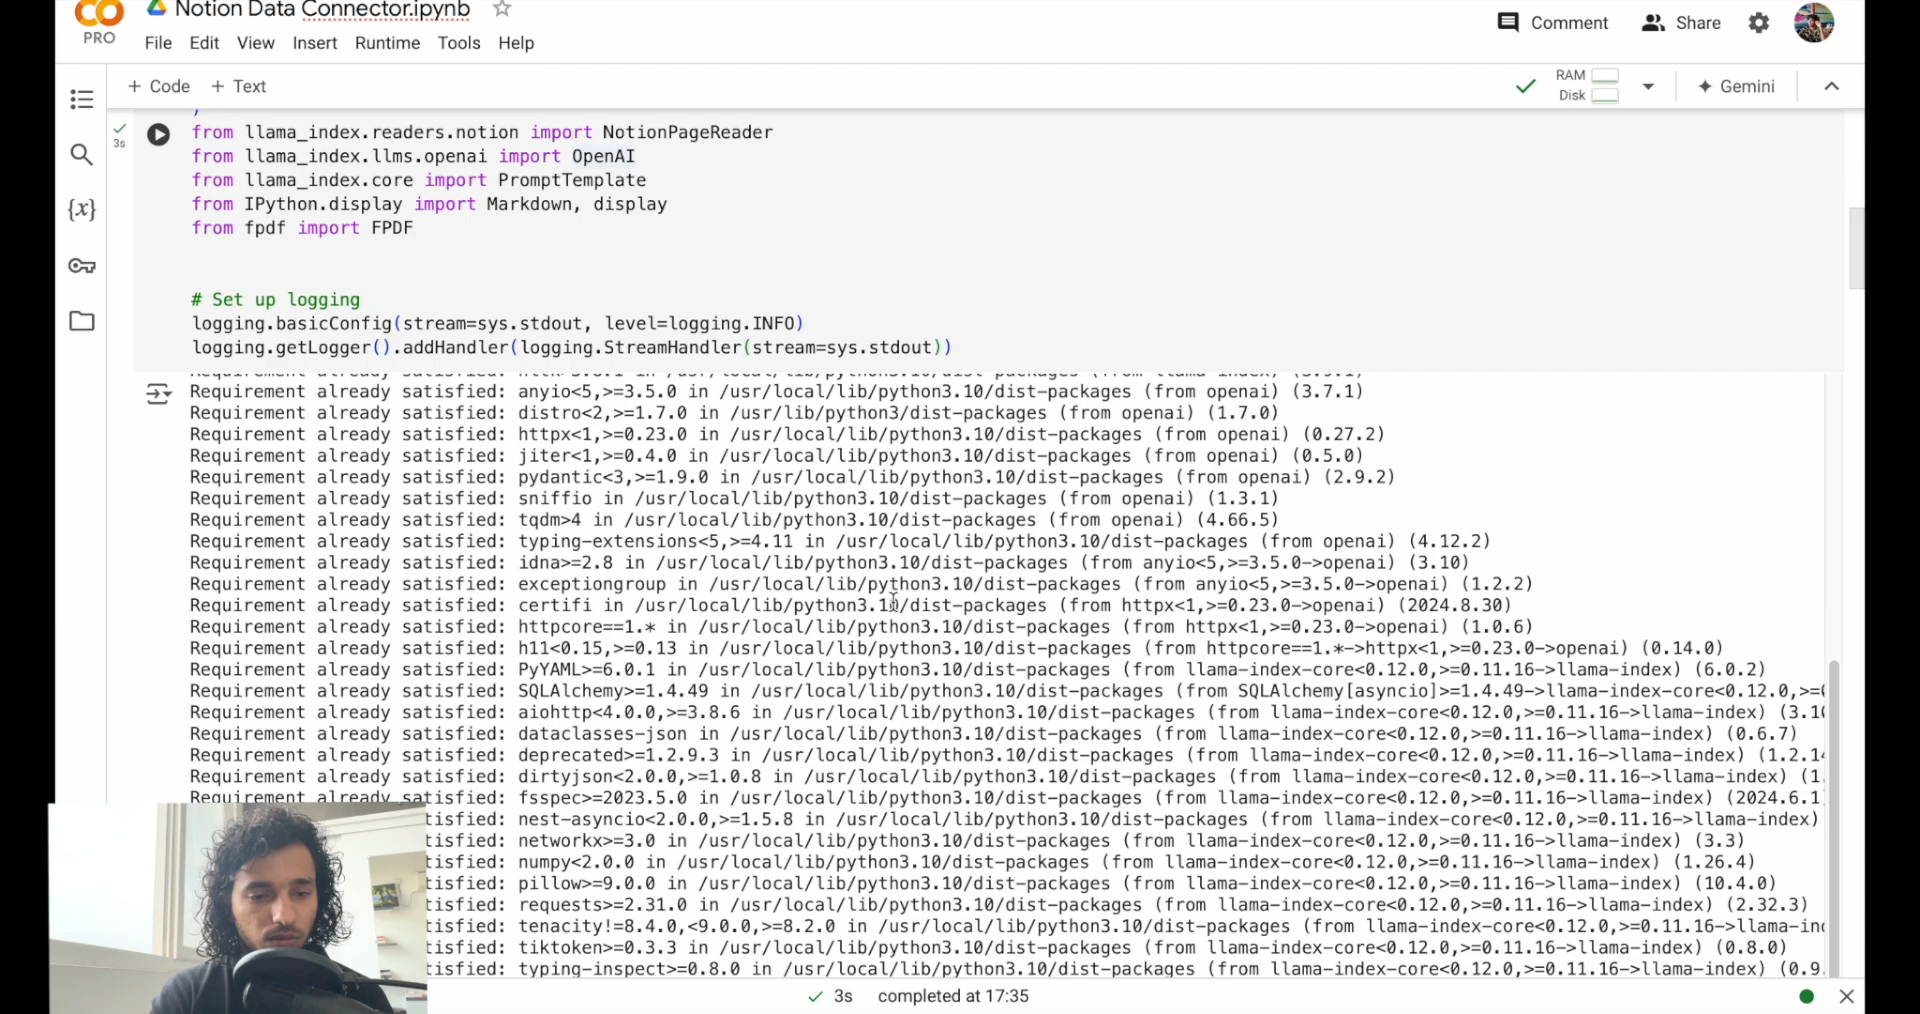 Notion Data Connector.ipynb
PRO
File Edit View Insert Runtime Tools Help
Comment
Share
+ Code + Text
RAM
Disk
Gemini
3s
from llama_index.readers.notion import NotionPageReader
from llama_index.llms.openai import OpenAI
from llama_index.core import PromptTemplate
from IPython.display import Markdown, display
from fpdf import FPDF
# Set up logging
logging.basicConfig(stream=sys.stdout, level=logging.INFO)
logging.getLogger().addHandler(logging.StreamHandler(stream=sys.stdout))
{x}
Requirement already satisfied: anyio<5,>=3.5.0 in /usr/local/lib/python3.10/dist-packages (from openai) (3.7.1)
Requirement already satisfied: distro<2,>=1.7.0 in /usr/lib/python3/dist-packages (from openai) (1.7.0)
Requirement already satisfied: httpx<1,>=0.23.0 in /usr/local/lib/python3.10/dist-packages (from openai) (0.27.2)
Requirement already satisfied: jiter<1,>=0.4.0 in /usr/local/lib/python3.10/dist-packages (from openai) (0.5.0)
Requirement already satisfied: pydantic<3,>=1.9.0 in /usr/local/lib/python3.10/dist-packages (from openai) (2.9.2)
Requirement already satisfied: sniffio in /usr/local/lib/python3.10/dist-packages (from openai) (1.3.1)
Requirement already satisfied: tqdm>4 in /usr/local/lib/python3.10/dist-packages (from openai) (4.66.5)
Requirement already satisfied: typing-extensions<5,>=4.11 in /usr/local/lib/python3.10/dist-packages (from openai) (4.12.2)
Requirement already satisfied: idna>=2.8 in /usr/local/lib/python3.10/dist-packages (from anyio<5,>=3.5.0->openai) (3.10)
Requirement already satisfied: exceptiongroup in /usr/local/lib/python3.10/dist-packages (from anyio<5,>=3.5.0->openai) (1.2.2)
Requirement already satisfied: certifi in /usr/local/lib/python3.10/dist-packages (from httpx<1,>=0.23.0->openai) (2024.8.30)
Requirement already satisfied: httpcore==1.* in /usr/local/lib/python3.10/dist-packages (from httpx<1,>=0.23.0->openai) (1.0.6)
Requirement already satisfied: h11<0.15,>=0.13 in /usr/local/lib/python3.10/dist-packages (from httpcore==1.*->httpx<1,>=0.23.0->openai) (0.14.0)
Requirement already satisfied: PyYAML>=6.0.1 in /usr/local/lib/python3.10/dist-packages (from llama-index-core<0.12.0,>=0.11.16->llama-index) (6.0.2)
Requirement already satisfied: SQLAlchemy>=1.4.49 in /usr/local/lib/python3.10/dist-packages (from SQLAlchemy[asyncio]>=1.4.49->llama-index-core<0.12.0,>=
Requirement already satisfied: aiohttp<4.0.0,>=3.8.6 in /usr/local/lib/python3.10/dist-packages (from llama-index-core<0.12.0,>=0.11.16->llama-index) (3.1
Requirement already satisfied: dataclasses-json in /usr/local/lib/python3.10/dist-packages (from llama-index-core<0.12.0,>=0.11.16->llama-index) (0.6.7)
Requirement already satisfied: deprecated>=1.2.9.3 in /usr/local/lib/python3.10/dist-packages (from llama-index-core<0.12.0,>=0.11.16->llama-index) (1.2.1
Requirement already satisfied: dirtyjson<2.0.0,>=1.0.8 in /usr/local/lib/python3.10/dist-packages (from llama-index-core<0.12.0,>=0.11.16->llama-index) (1.
Requirement already satisfied: fsspec>=2023.5.0 in /usr/local/lib/python3.10/dist-packages (from llama-index-core<0.12.0,>=0.11.16->llama-index) (2024.6.1
tisfied: nest-asyncio<2.0.0,>=1.5.8 in /usr/local/lib/python3.10/dist-packages (from llama-index-core<0.12.0,>=0.11.16->llama-index)
tisfied: networkx>=3.0 in /usr/local/lib/python3.10/dist-packages (from llama-index-core<0.12.0,>=0.11.16->llama-index) (3.3)
tisfied: numpy<2.0.0 in /usr/local/lib/python3.10/dist-packages (from llama-index-core<0.12.0,>=0.11.16->llama-index) (1.26.4)
tisfied: pillow>=9.0.0 in /usr/local/lib/python3.10/dist-packages (from llama-index-core<0.12.0,>=0.11.16->llama-index) (10.4.0)
tisfied: requests>=2.31.0 in /usr/local/lib/python3.10/dist-packages (from llama-index-core<0.12.0,>=0.11.16->llama-index) (2.32.3)
tisfied: tenacity!=8.4.0,<9.0.0,>=8.2.0 in /usr/local/lib/python3.10/dist-packages (from llama-index-core<0.12.0,>=0.11.16->llama-in
tisfied: tiktoken>=0.3.3 in /usr/local/lib/python3.10/dist-packages (from llama-index-core<0.12.0,>=0.11.16->llama-index) (0.8.0)
tisfied: typing-inspect>=0.8.0 in /usr/local/lib/python3.10/dist-packages (from llama-index-core<0.12.0,>=0.11.16->llama-index) (0.9.
3s completed at 17:35